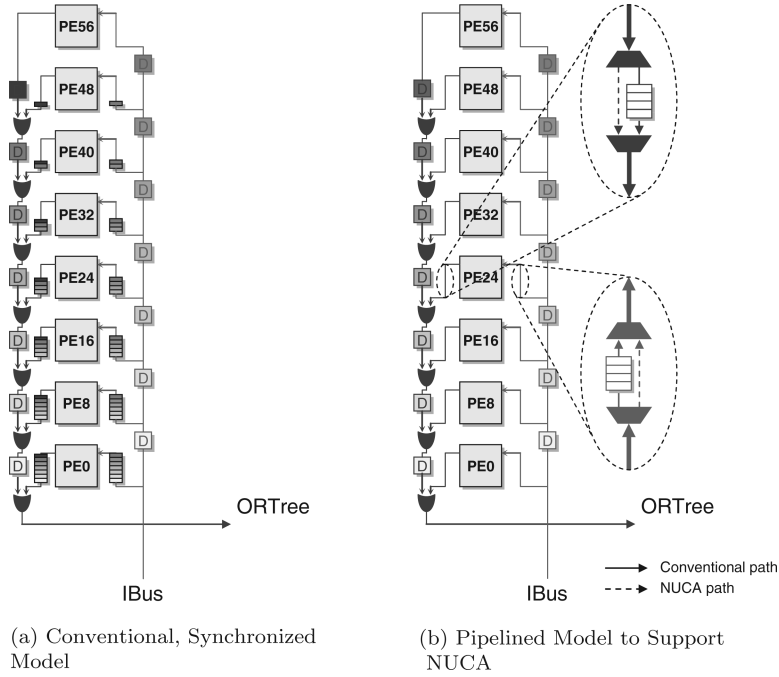 PE56
D
PE48
D
D
PE40
D
D
PE32
D
D
PE24
D
D
PE16
D
D
PE8
D
D
PE0
D
ORTree
IBus
(a) Conventional, Synchronized
Model
PE56
D
D
PE48
D
D
PE40
D
D
PE32
D
D
PE24
D
D
PE16
D
D
PE8
D
D
PE0
D
ORTree
IBus
Conventional path
NUCA path
(b) Pipelined Model to Support
NUCA